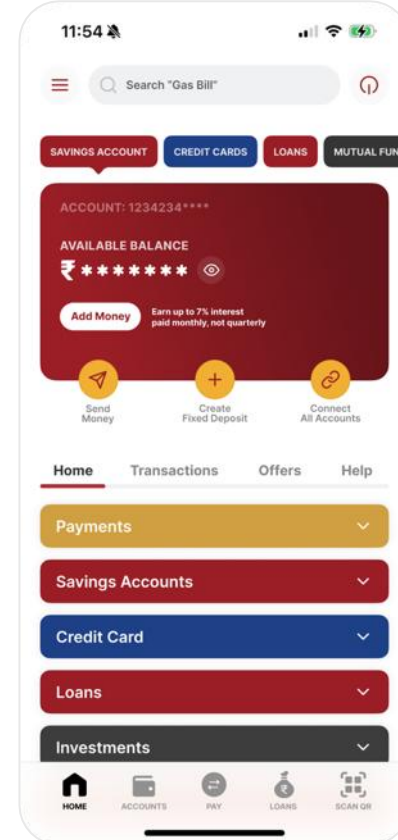 11:54
Search "Gas Bill"
SAVINGS ACCOUNT CREDIT CARDS LOANS MUTUAL FUN
ACCOUNT: 1234234****
AVAILABLE BALANCE
₹*******
Add Money
Earn up to 7% interest
paid monthly, not quarterly
Send
Money
Create
Fixed Deposit
Connect
All Accounts
Home Transactions Offers Help
Payments
Savings Accounts
Credit Card
Loans
Investments
HOME ACCOUNTS PAY LOANS SCAN QR